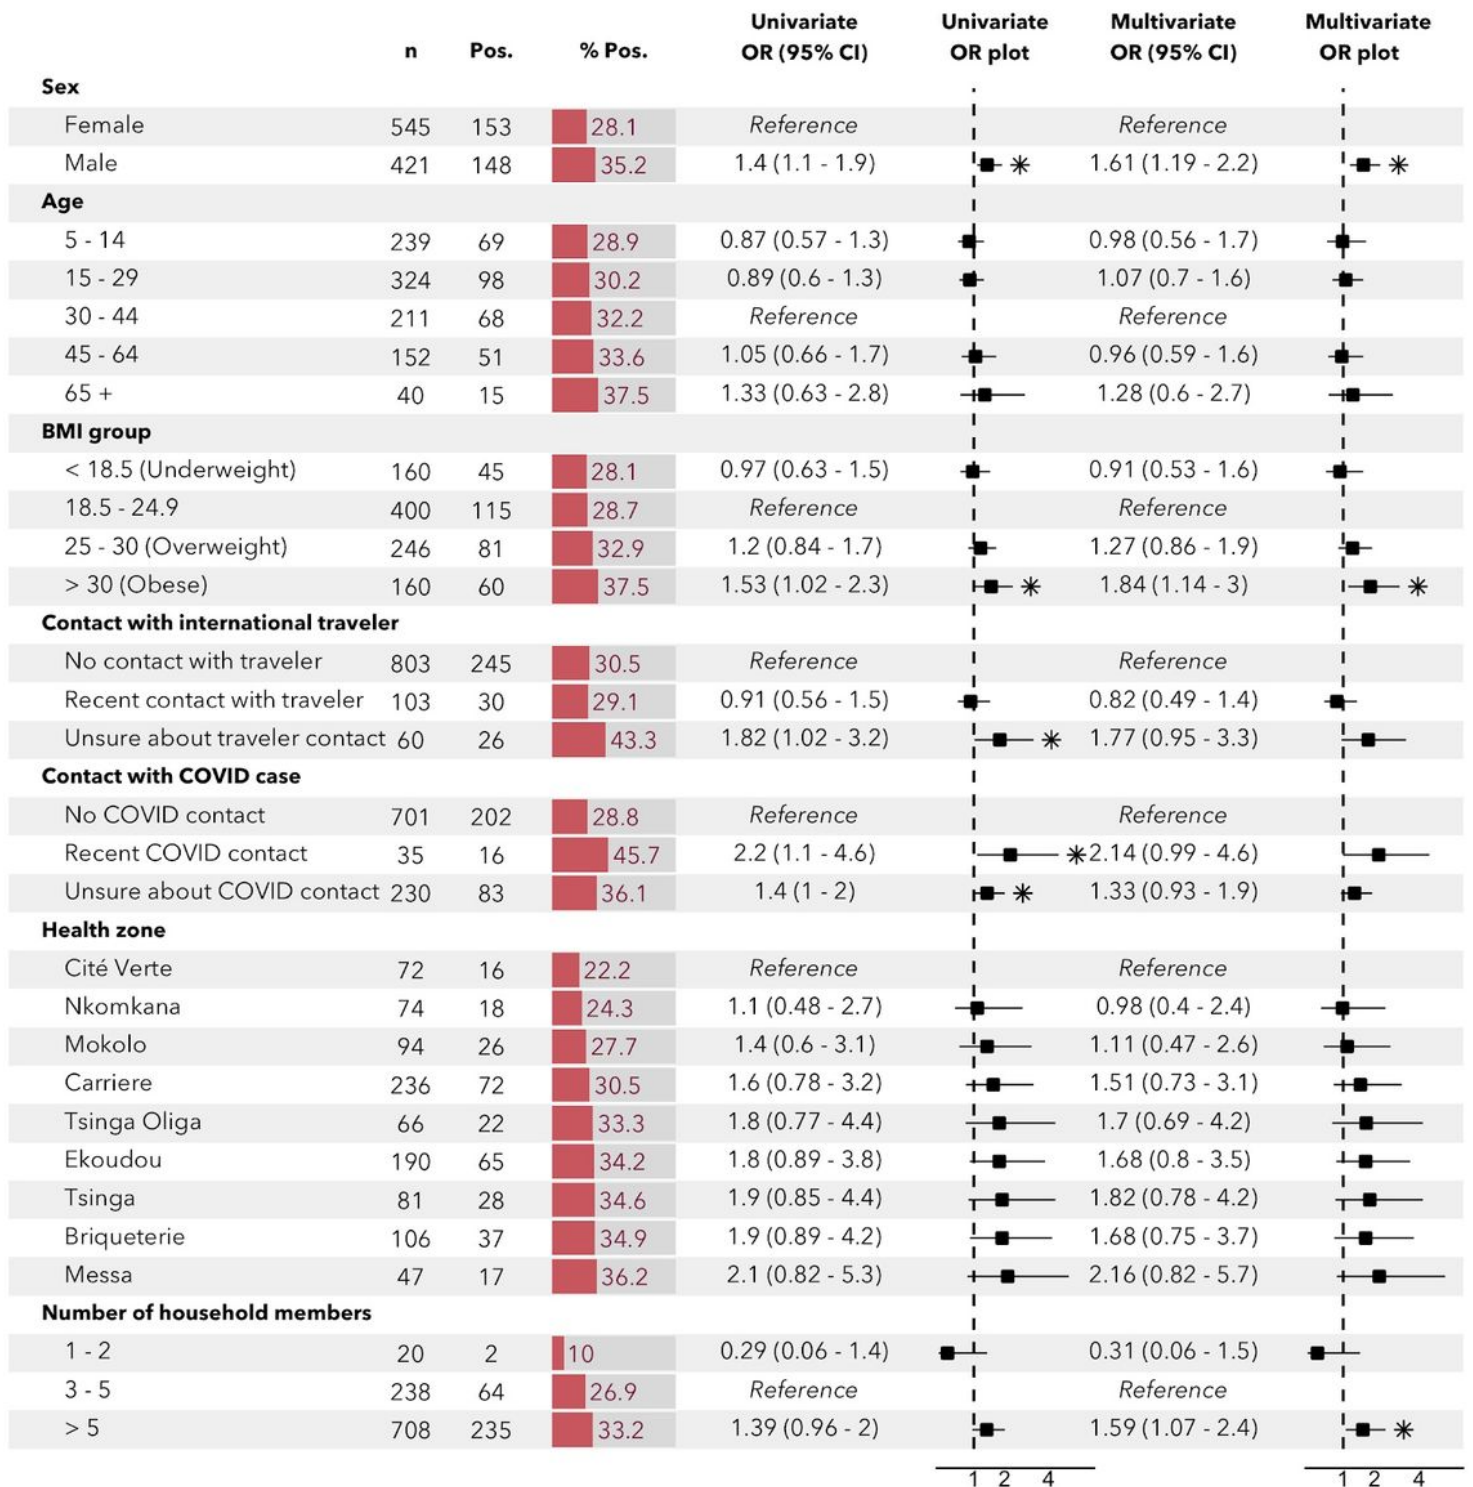 Univariate Univariate Multivariate Multivariate
n Pos. % Pos. OR (95% CI) OR plot OR (95% CI) OR plot
Sex
Female 545 153 28.1 Reference Reference
Male 421 148 35.2 1.4 (1.1 - 1.9) ✳ 1.61 (1.19 - 2.2) ✳
Age
5 - 14 239 69 28.9 0.87 (0.57 - 1.3) 0.98 (0.56 - 1.7)
15 - 29 324 98 30.2 0.89 (0.6 - 1.3) 1.07 (0.7 - 1.6)
30 - 44 211 68 32.2 Reference Reference
45 - 64 152 51 33.6 1.05 (0.66 - 1.7) 0.96 (0.59 - 1.6)
65 + 40 15 37.5 1.33 (0.63 - 2.8) 1.28 (0.6 - 2.7)
BMI group
< 18.5 (Underweight) 160 45 28.1 0.97 (0.63 - 1.5) 0.91 (0.53 - 1.6)
18.5 - 24.9 400 115 28.7 Reference Reference
25 - 30 (Overweight) 246 81 32.9 1.2 (0.84 - 1.7) 1.27 (0.86 - 1.9)
> 30 (Obese) 160 60 37.5 1.53 (1.02 - 2.3) ✳ 1.84 (1.14 - 3) ✳
Contact with international traveler
No contact with traveler 803 245 30.5 Reference Reference
Recent contact with traveler 103 30 29.1 0.91 (0.56 - 1.5) 0.82 (0.49 - 1.4)
Unsure about traveler contact 60 26 43.3 1.82 (1.02 - 3.2) ✳ 1.77 (0.95 - 3.3)
Contact with COVID case
No COVID contact 701 202 28.8 Reference Reference
Recent COVID contact 35 16 45.7 2.2 (1.1 - 4.6) ✳ 2.14 (0.99 - 4.6)
Unsure about COVID contact 230 83 36.1 1.4 (1 - 2) ✳ 1.33 (0.93 - 1.9)
Health zone
Cité Verte 72 16 22.2 Reference Reference
Nkomkana 74 18 24.3 1.1 (0.48 - 2.7) 0.98 (0.4 - 2.4)
Mokolo 94 26 27.7 1.4 (0.6 - 3.1) 1.11 (0.47 - 2.6)
Carriere 236 72 30.5 1.6 (0.78 - 3.2) 1.51 (0.73 - 3.1)
Tsinga Oliga 66 22 33.3 1.8 (0.77 - 4.4) 1.7 (0.69 - 4.2)
Ekoudou 190 65 34.2 1.8 (0.89 - 3.8) 1.68 (0.8 - 3.5)
Tsinga 81 28 34.6 1.9 (0.85 - 4.4) 1.82 (0.78 - 4.2)
Briqueterie 106 37 34.9 1.9 (0.89 - 4.2) 1.68 (0.75 - 3.7)
Messa 47 17 36.2 2.1 (0.82 - 5.3) 2.16 (0.82 - 5.7)
Number of household members
1 - 2 20 2 10 0.29 (0.06 - 1.4) 0.31 (0.06 - 1.5)
3 - 5 238 64 26.9 Reference Reference
> 5 708 235 33.2 1.39 (0.96 - 2) 1.59 (1.07 - 2.4) ✳
1 2 4 1 2 4